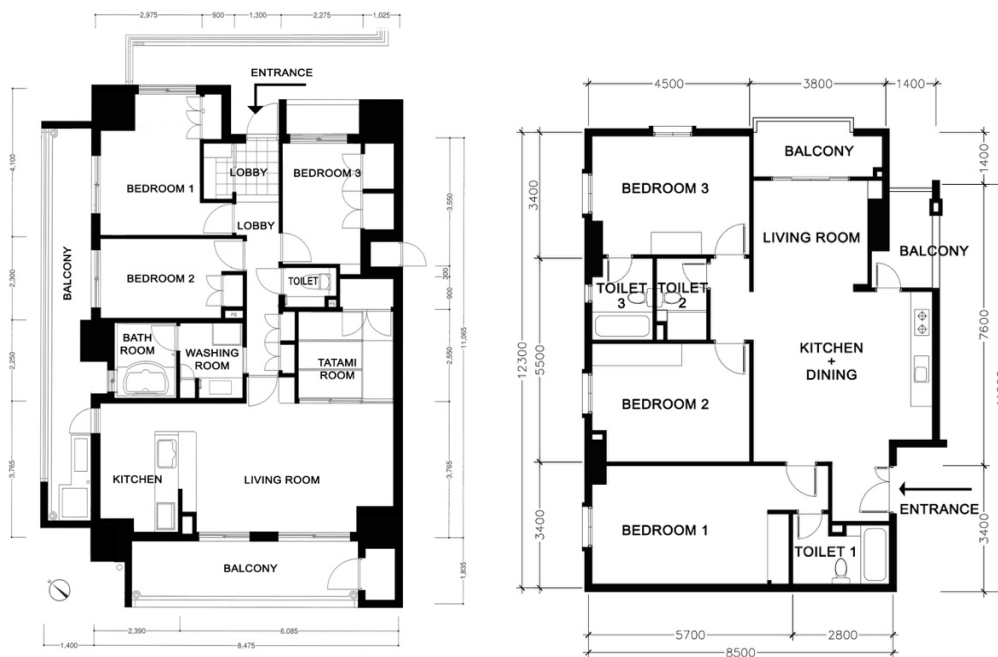 2,975
900
1,300
2,275
1,025
ENTRANCE
4,100
2,300
2,250
3,765
BALCONY
BEDROOM 1
LOBBY
BEDROOM 3
LOBBY
BEDROOM 2
TOILET
PS
BATH
ROOM
WASHING
ROOM
TATAMI
ROOM
KITCHEN
LIVING ROOM
BALCONY
3,550
300
900
2,550
3,765
1,835
11,065
2,390
6,085
1,400
8,475
4500
3800
1400
BALCONY
BEDROOM 3
LIVING ROOM
BALCONY
TOILET
3
TOILET
2
KITCHEN
+
DINING
BEDROOM 2
BEDROOM 1
ENTRANCE
TOILET 1
3400
5500
3400
12300
1400
7600
3400
5700
2800
8500